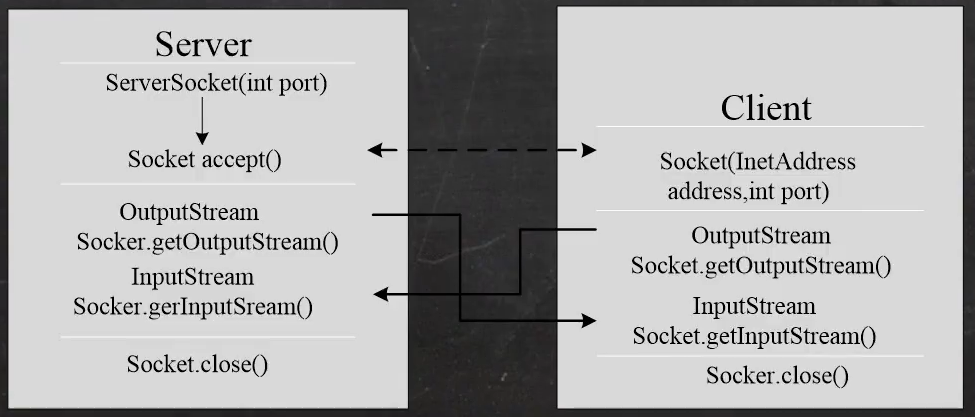 Server
ServerSocket(int port)
Socket accept()
OutputStream
Socker.getOutputStream()
InputStream
Socker.gerInputSream()
Socket.close()
Client
Socket(InetAddress
address,int port)
OutputStream
Socket.getOutputStream()
InputStream
Socket.getInputStream()
Socker.close()